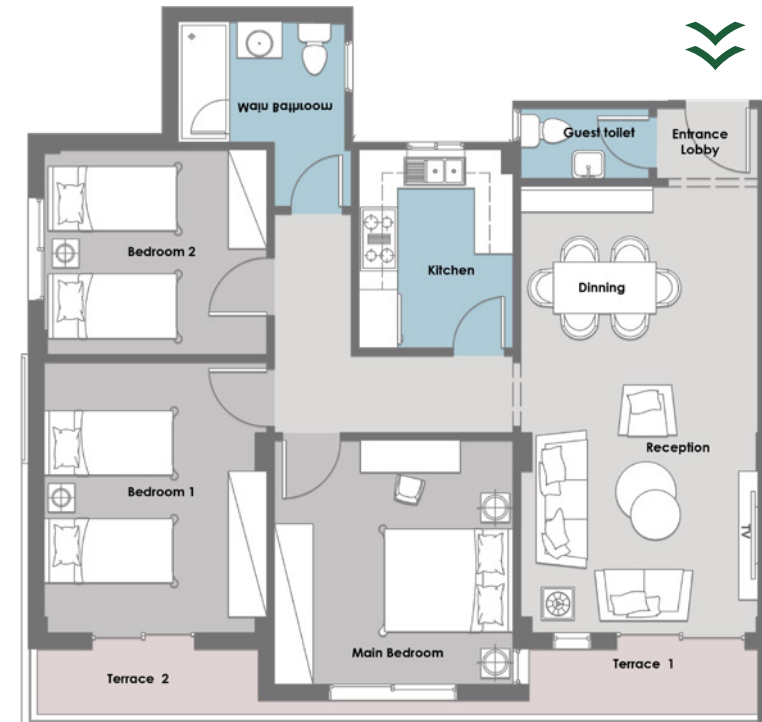 Main Bathroom
Guest toilet
Entrance
Lobby
Bedroom 2
Kitchen
Dinning
Reception
Bedroom 1
TV
Main Bedroom
Terrace 1
Terrace 2